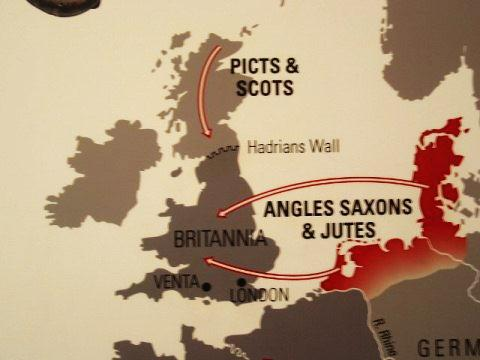 PICTS &
SCOTS
Hadrians Wall
ANGLES SAXONS
& JUTES
BRITANNIA
VENTA
LONDON
R. Rhine
GERM